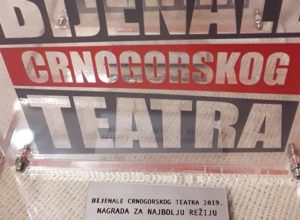 BIJENALE
CRNOGORSKOG
TEATRA
BIJENALE CRNOGORSKOG TEATRA 2019.
NAGRADA ZA NAJBOLJU REŽIJU